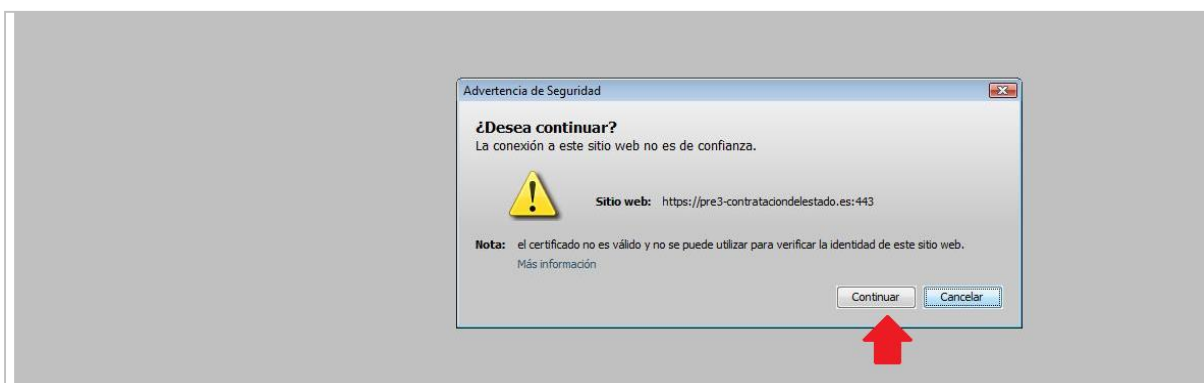 Advertencia de Seguridad
¿Desea continuar?
La conexión a este sitio web no es de confianza.
Sitio web: https://pre3-contrataciondelestado.es:443
Nota: el certificado no es válido y no se puede utilizar para verificar la identidad de este sitio web.
Más información
Continuar Cancelar